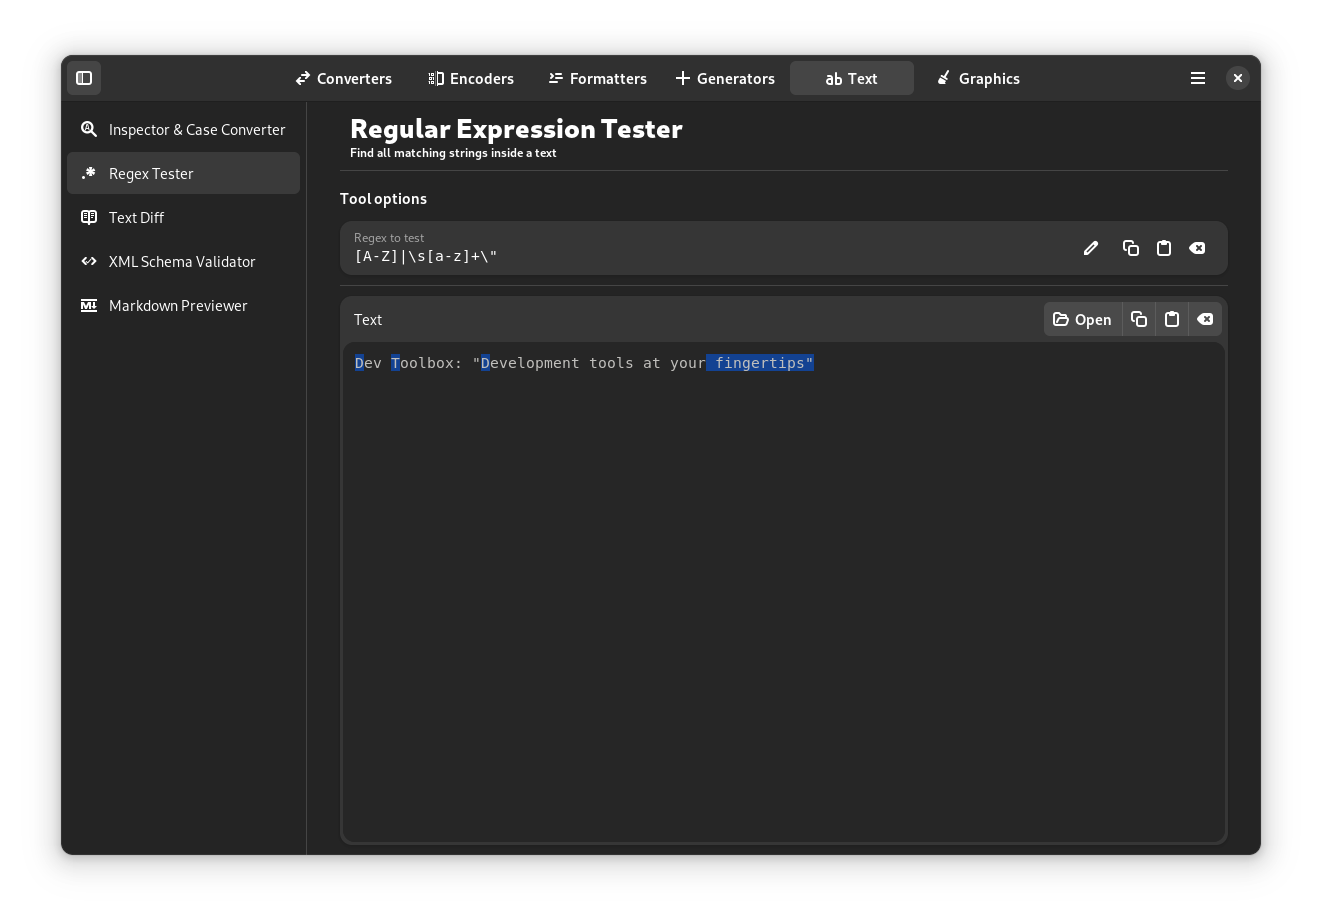 Converters Encoders Formatters Generators ab Text Graphics
Inspector & Case Converter
Regex Tester
Text Diff
XML Schema Validator
Markdown Previewer
Regular Expression Tester
Find all matching strings inside a text
Tool options
Regex to test
[A-Z]|\s[a-z]+\"
Text Open
Dev Toolbox: "Development tools at your fingertips"